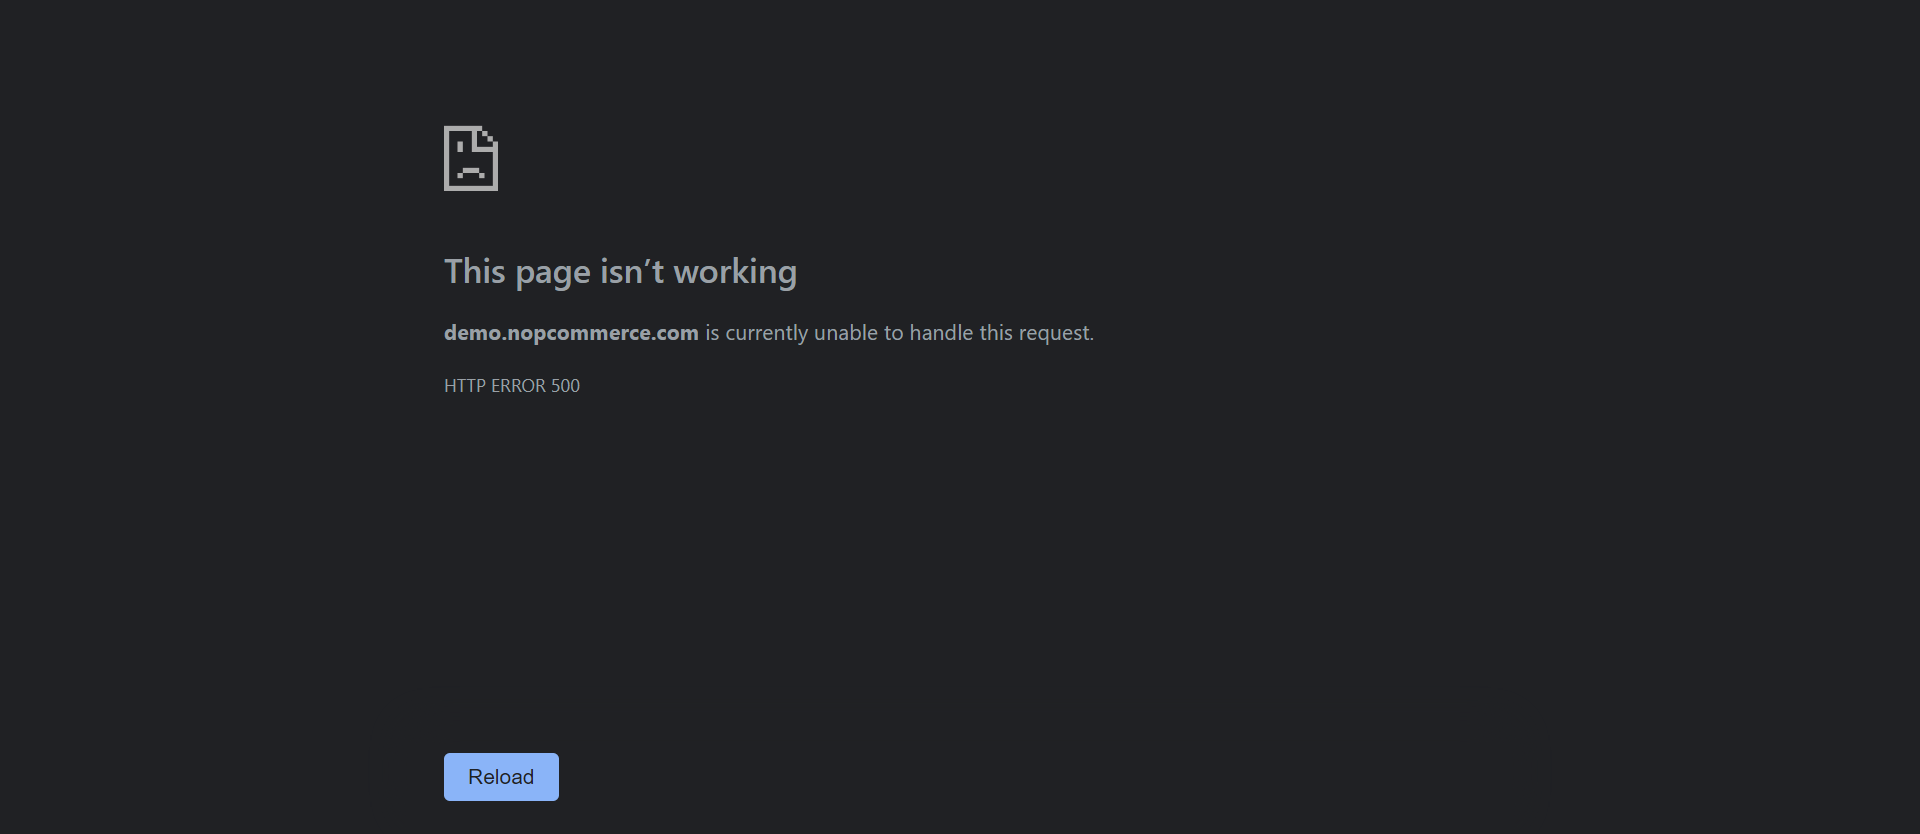 This page isn’t working
demo.nopcommerce.com is currently unable to handle this request.
HTTP ERROR 500
Reload